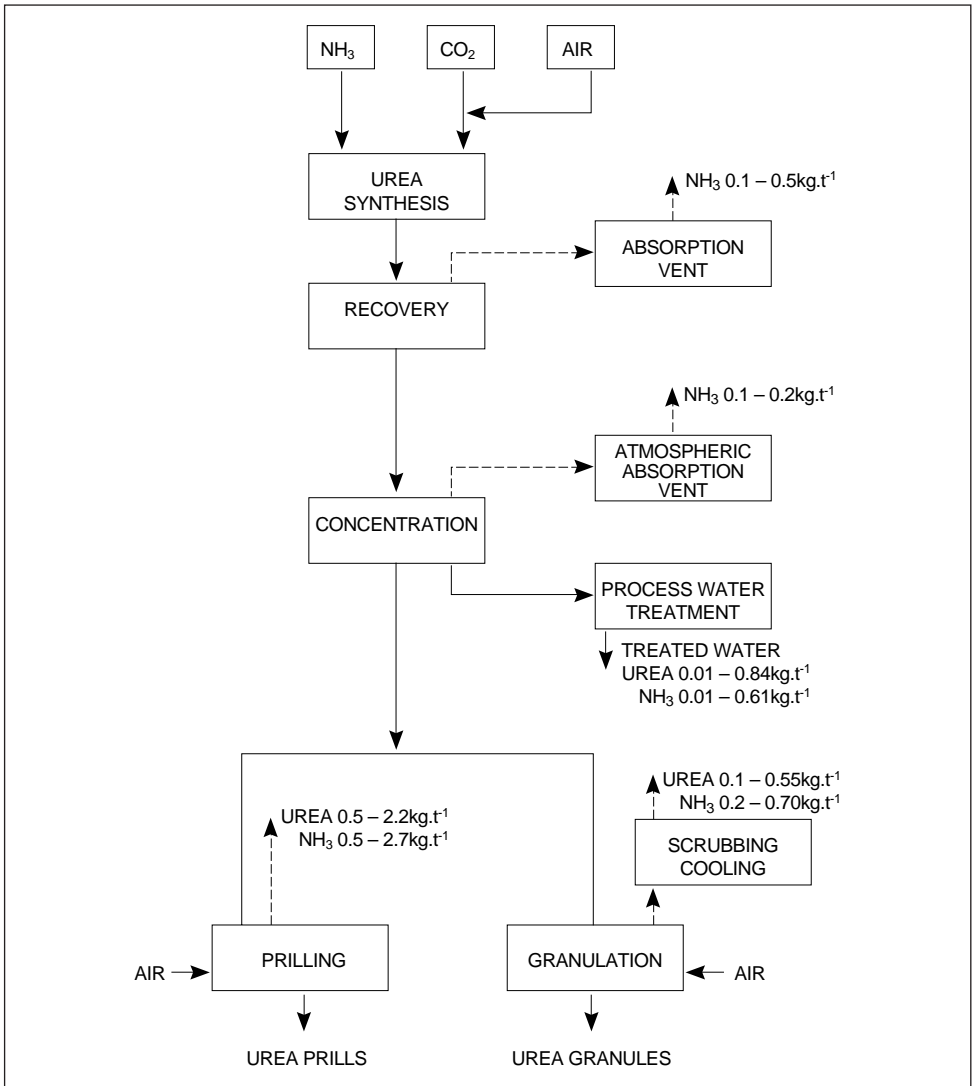 NH₃
CO₂
AIR
UREA
SYNTHESIS
NH₃ 0.1 – 0.5kg.t⁻¹
ABSORPTION
VENT
RECOVERY
NH₃ 0.1 – 0.2kg.t⁻¹
ATMOSPHERIC
ABSORPTION
VENT
CONCENTRATION
PROCESS WATER
TREATMENT
TREATED WATER
UREA 0.01 – 0.84kg.t⁻¹
NH₃ 0.01 – 0.61kg.t⁻¹
UREA 0.5 – 2.2kg.t⁻¹
NH₃ 0.5 – 2.7kg.t⁻¹
UREA 0.1 – 0.55kg.t⁻¹
NH₃ 0.2 – 0.70kg.t⁻¹
SCRUBBING
COOLING
AIR
PRILLING
GRANULATION
AIR
UREA PRILLS
UREA GRANULES